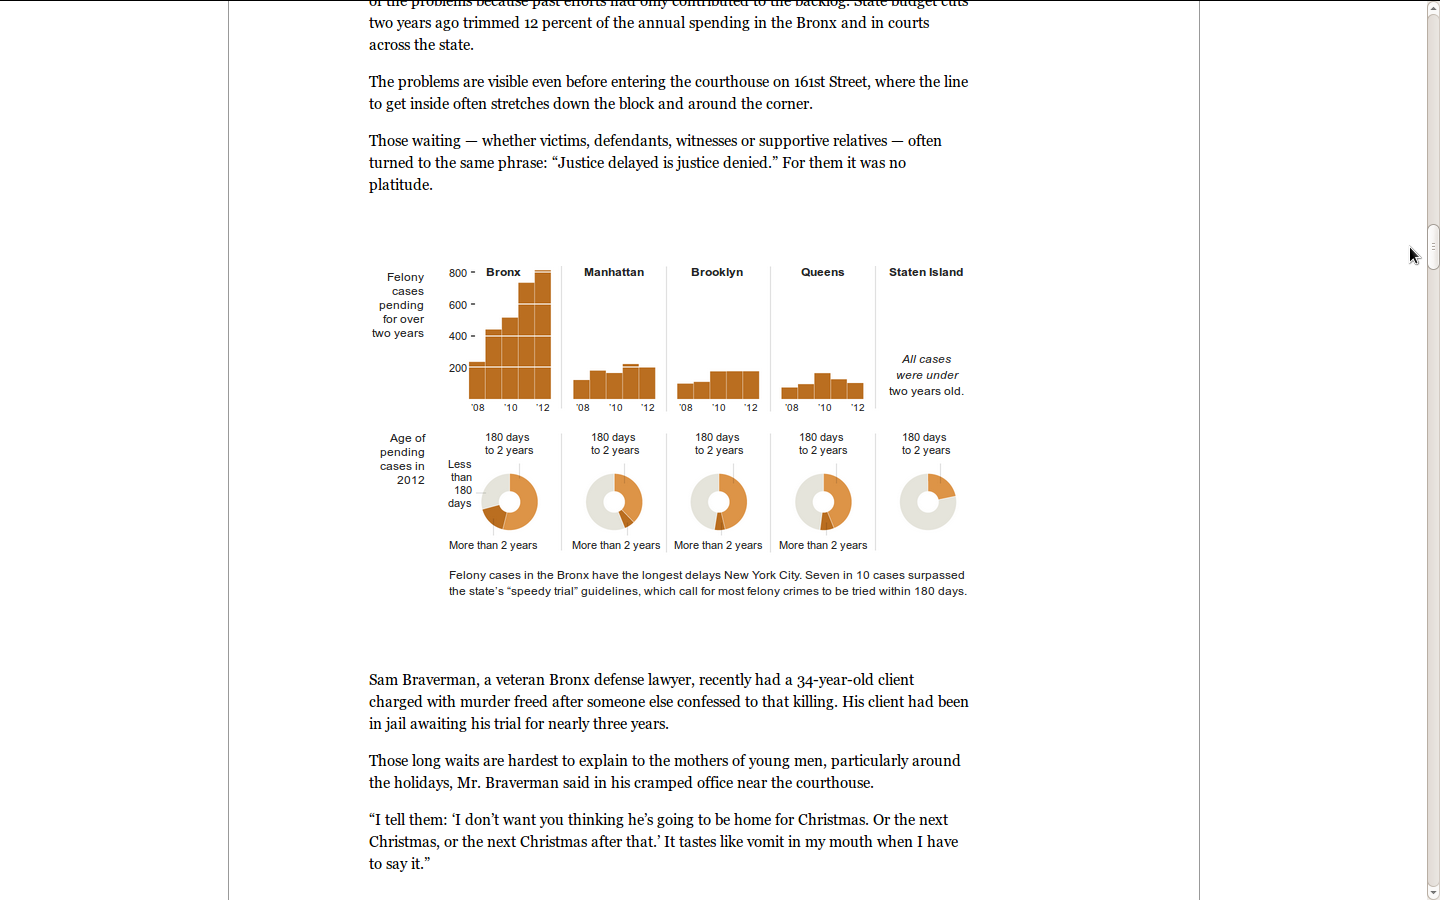 of the problems because past efforts had only contributed to the backlog. State budget cuts
two years ago trimmed 12 percent of the annual spending in the Bronx and in courts
across the state.
The problems are visible even before entering the courthouse on 161st Street, where the line
to get inside often stretches down the block and around the corner.
Those waiting — whether victims, defendants, witnesses or supportive relatives — often
turned to the same phrase: “Justice delayed is justice denied.” For them it was no
platitude.
Felony
cases
pending
for over
two years
800
600
400
200
Bronx
Manhattan
Brooklyn
Queens
Staten Island
All cases
were under
two years old.
’08 ’10 ’12
’08 ’10 ’12
’08 ’10 ’12
’08 ’10 ’12
Age of
pending
cases in
2012
180 days
to 2 years
180 days
to 2 years
180 days
to 2 years
180 days
to 2 years
180 days
to 2 years
Less
than
180
days
More than 2 years
More than 2 years
More than 2 years
More than 2 years
Felony cases in the Bronx have the longest delays New York City. Seven in 10 cases surpassed
the state’s “speedy trial” guidelines, which call for most felony crimes to be tried within 180 days.
Sam Braverman, a veteran Bronx defense lawyer, recently had a 34-year-old client
charged with murder freed after someone else confessed to that killing. His client had been
in jail awaiting his trial for nearly three years.
Those long waits are hardest to explain to the mothers of young men, particularly around
the holidays, Mr. Braverman said in his cramped office near the courthouse.
“I tell them: ‘I don’t want you thinking he’s going to be home for Christmas. Or the next
Christmas, or the next Christmas after that.’ It tastes like vomit in my mouth when I have
to say it.”